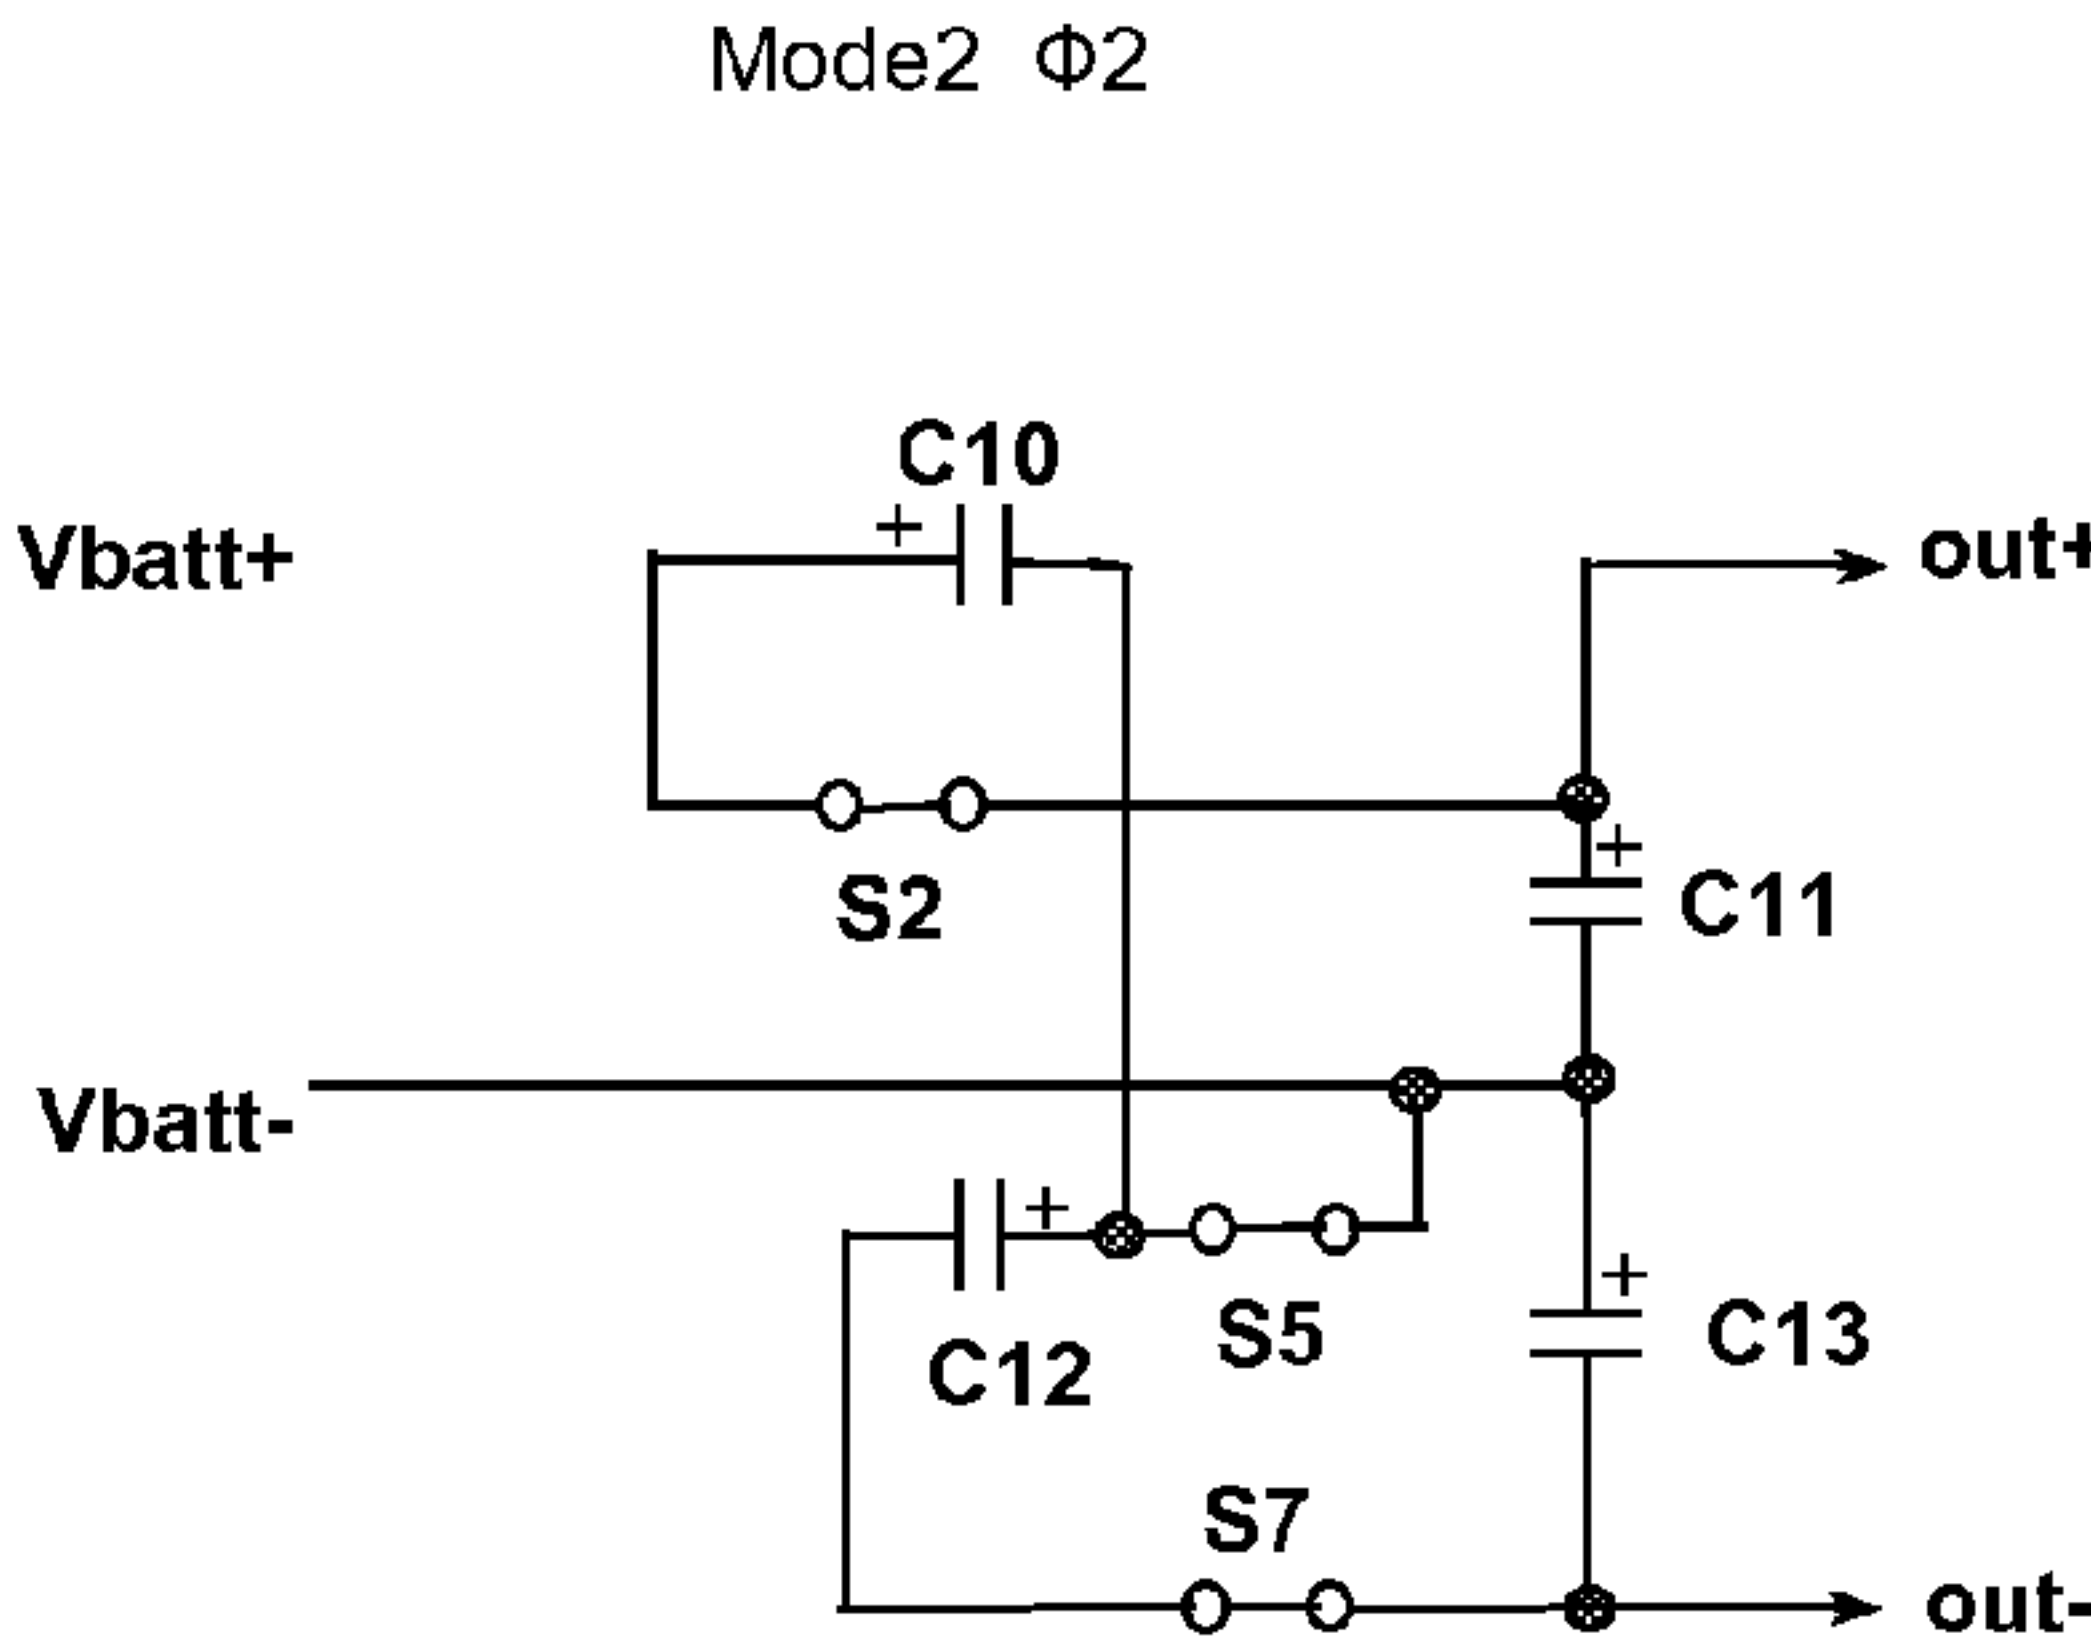 Mode2 Φ2
C10
+
Vbatt+
out+
S2
+
C11
Vbatt-
+
S5
+
C13
C12
S7
out-